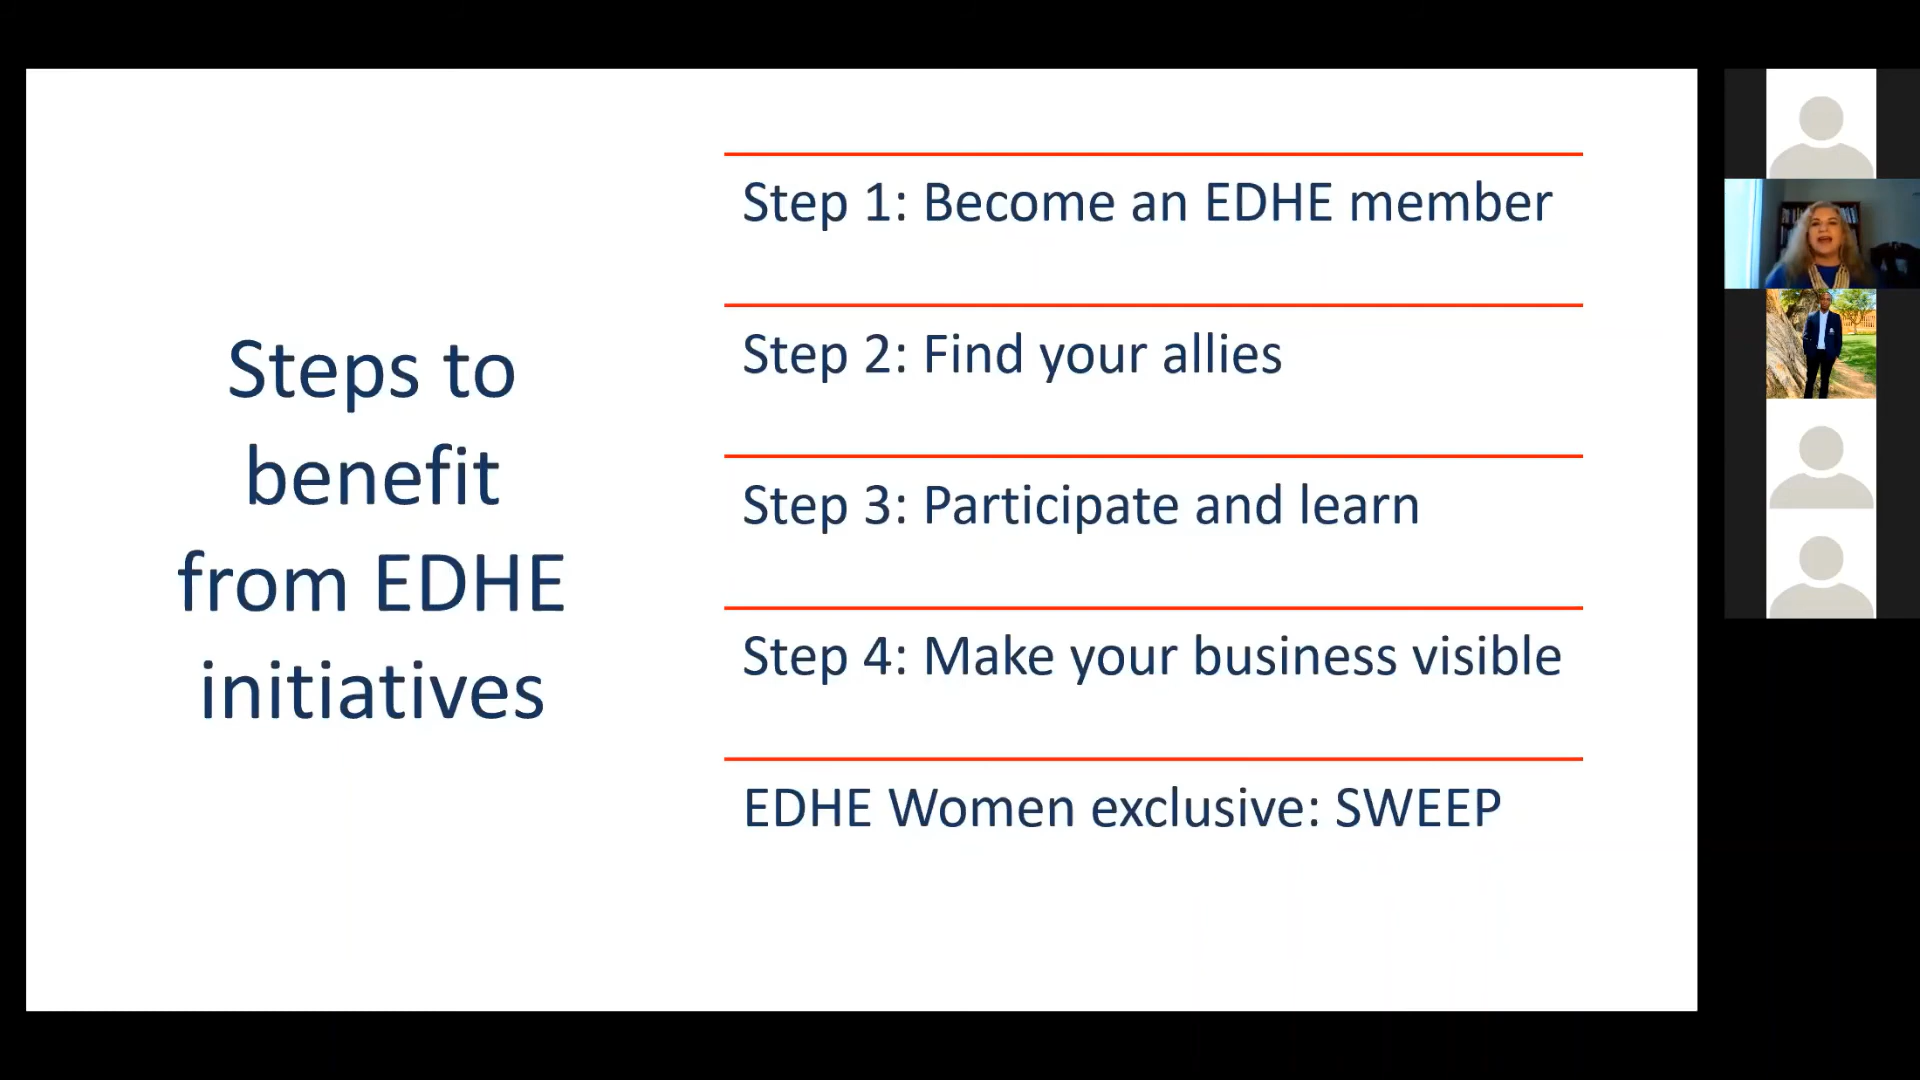 Steps to
benefit
from EDHE
initiatives
Step 1: Become an EDHE member
Step 2: Find your allies
Step 3: Participate and learn
Step 4: Make your business visible
EDHE Women exclusive: SWEEP